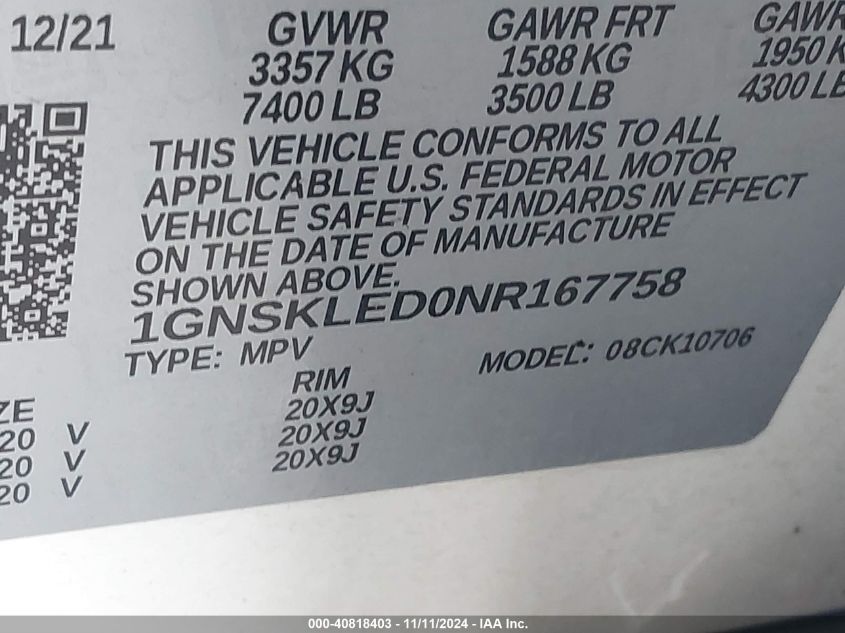 12/21 GVWR GAWR FRT GAWR
3357 KG 1588 KG 1950 K
7400 LB 3500 LB 4300 LB
THIS VEHICLE CONFORMS TO ALL
APPLICABLE U.S. FEDERAL MOTOR
VEHICLE SAFETY STANDARDS IN EFFECT
ON THE DATE OF MANUFACTURE
SHOWN ABOVE.
1GNSKLED0NR167758
TYPE: MPV MODEL: 08CK10706
ZE RIM
20 V 20X9J
20 V 20X9J
20 V 20X9J
000-40818403 - 11/11/2024 - IAA Inc.